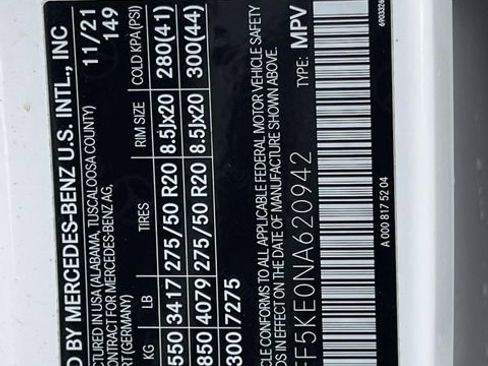 D BY MERCEDES-BENZ U.S. INTL., INC
11/21
149
CTURED IN USA (ALABAMA, TUSCALOOSA COUNTY)
CONTRACT FOR MERCEDES-BENZ AG,
RT (GERMANY)
KG LB TIRES RIM SIZE COLD KPA(PSI)
550 3417 275/50 R20 8.5Jx20 280(41)
850 4079 275/50 R20 8.5Jx20 300(44)
300 7275
CLE CONFORMS TO ALL APPLICABLE FEDERAL MOTOR VEHICLE SAFETY
DS IN EFFECT ON THE DATE OF MANUFACTURE SHOWN ABOVE.
FF5KE0NA620942 TYPE: MPV
A 000 817 52 04
6903326